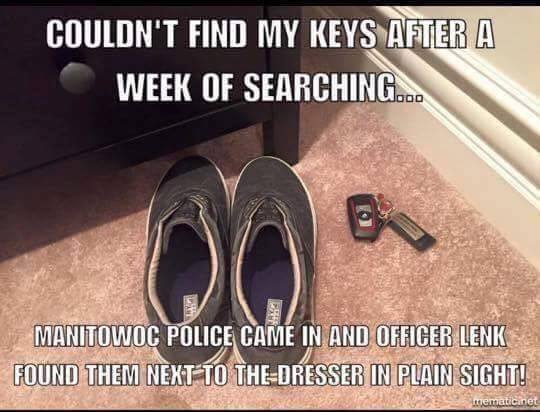 COULDN'T FIND MY KEYS AFTER A
WEEK OF SEARCHING...
MANITOWOC POLICE CAME IN AND OFFICER LENK
FOUND THEM NEXT TO THE DRESSER IN PLAIN SIGHT!
mematic.net